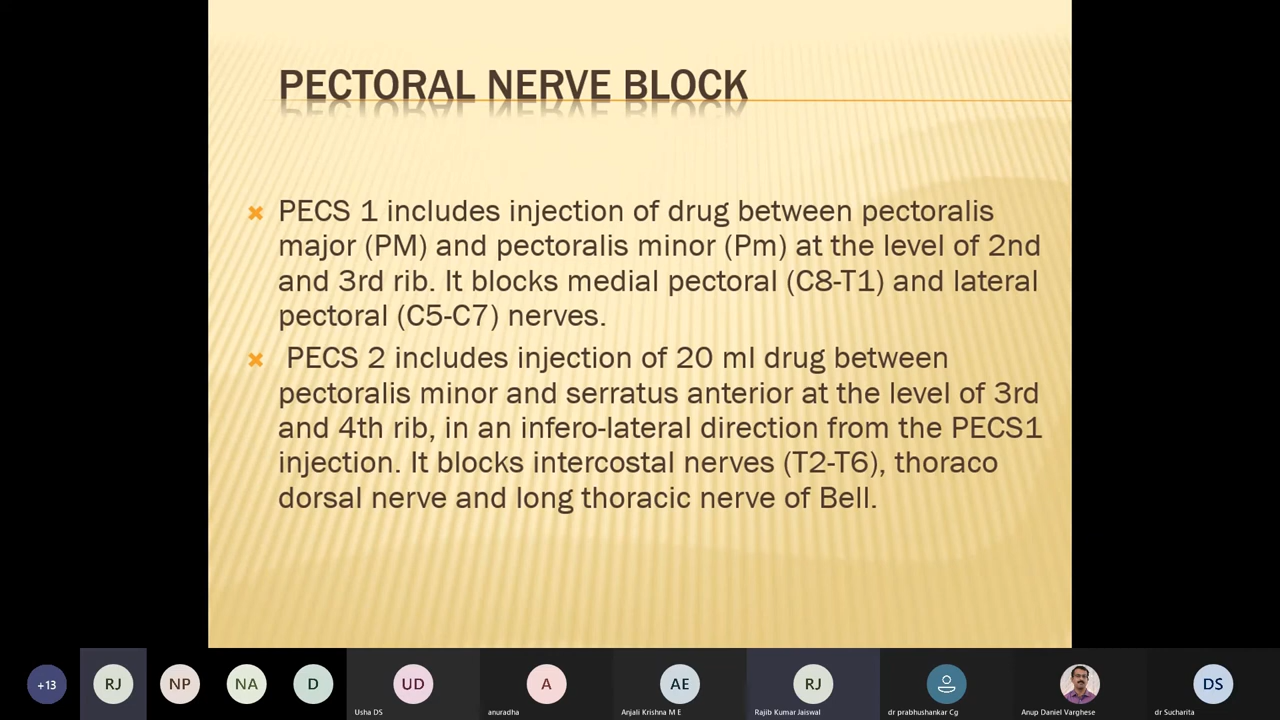 PECTORAL NERVE BLOCK
PECS 1 includes injection of drug between pectoralis
major (PM) and pectoralis minor (Pm) at the level of 2nd
and 3rd rib. It blocks medial pectoral (C8-T1) and lateral
pectoral (C5-C7) nerves.
PECS 2 includes injection of 20 ml drug between
pectoralis minor and serratus anterior at the level of 3rd
and 4th rib, in an infero-lateral direction from the PECS1
injection. It blocks intercostal nerves (T2-T6), thoraco
dorsal nerve and long thoracic nerve of Bell.
+13 RJ NP NA D UD A AE RJ DS
Usha DS anuradha Anjali Krishna M E Rajib Kumar Jaiswal dr prabhushankar Cg Anup Daniel Varghese dr Sucharita